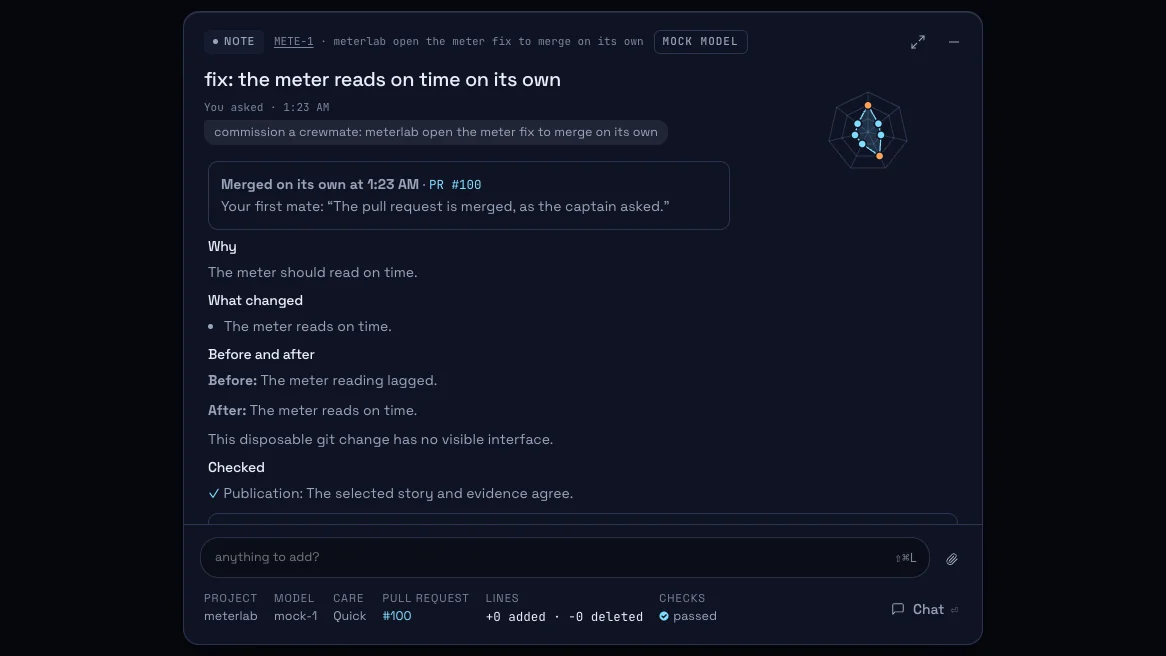 NOTE METE-1 · meterlab open the meter fix to merge on its own MOCK MODEL
fix: the meter reads on time on its own
You asked · 1:23 AM
commission a crewmate: meterlab open the meter fix to merge on its own
Merged on its own at 1:23 AM · PR #100
Your first mate: “The pull request is merged, as the captain asked.”
Why
The meter should read on time.
What changed
• The meter reads on time.
Before and after
Before: The meter reading lagged.
After: The meter reads on time.
This disposable git change has no visible interface.
Checked
✓ Publication: The selected story and evidence agree.
anything to add? ⇧⌘L
PROJECT MODEL CARE PULL REQUEST LINES CHECKS
meterlab mock-1 Quick #100 +0 added · -0 deleted passed
Chat ⏎